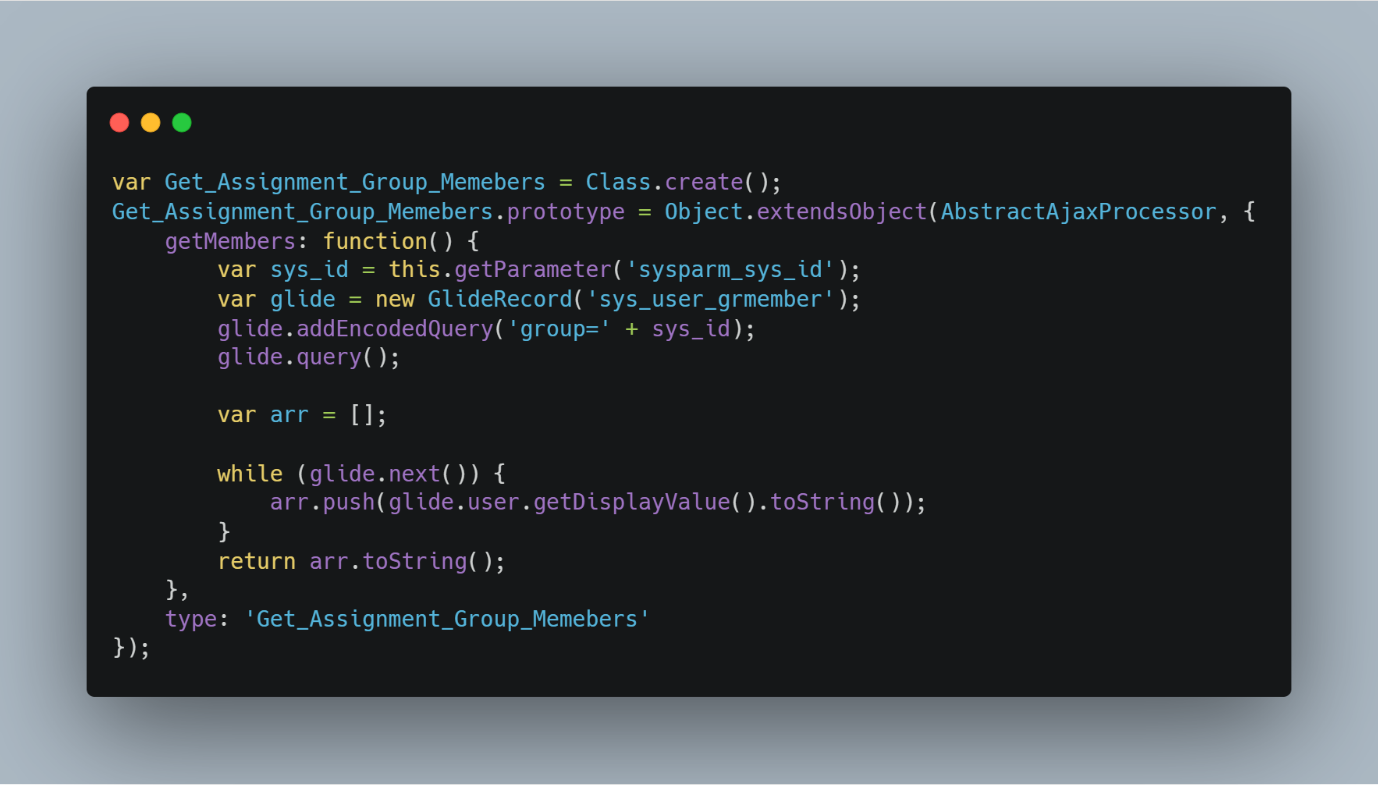 var Get_Assignment_Group_Memebers = Class.create();
Get_Assignment_Group_Memebers.prototype = Object.extendsObject(AbstractAjaxProcessor, {
    getMembers: function() {
        var sys_id = this.getParameter('sysparm_sys_id');
        var glide = new GlideRecord('sys_user_grmember');
        glide.addEncodedQuery('group=' + sys_id);
        glide.query();

        var arr = [];

        while (glide.next()) {
            arr.push(glide.user.getDisplayValue().toString());
        }
        return arr.toString();
    },
    type: 'Get_Assignment_Group_Memebers'
});